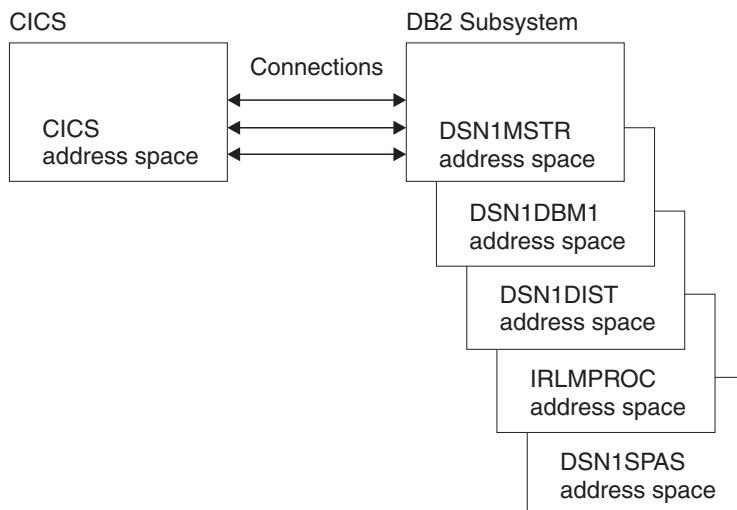 CICS
DB2 Subsystem
Connections
CICS
address space
DSN1MSTR
address space
DSN1DBM1
address space
DSN1DIST
address space
IRLMPROC
address space
DSN1SPAS
address space